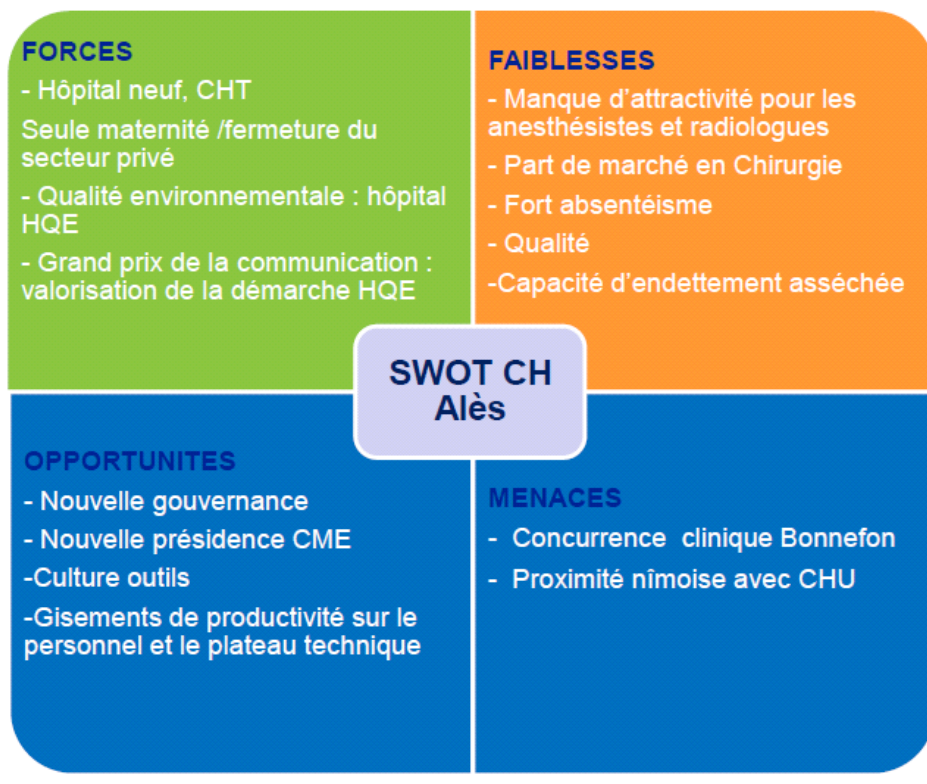 FORCES
- Hôpital neuf, CHT
Seule maternité /fermeture du
secteur privé
- Qualité environnementale : hôpital
HQE
- Grand prix de la communication :
valorisation de la démarche HQE
FAIBLESSES
- Manque d’attractivité pour les
anesthésistes et radiologues
- Part de marché en Chirurgie
- Fort absentéisme
- Qualité
-Capacité d’endettement asséchée
SWOT CH
Alès
OPPORTUNITES
- Nouvelle gouvernance
- Nouvelle présidence CME
-Culture outils
-Gisements de productivité sur le
personnel et le plateau technique
MENACES
- Concurrence clinique Bonnefon
- Proximité nîmoise avec CHU